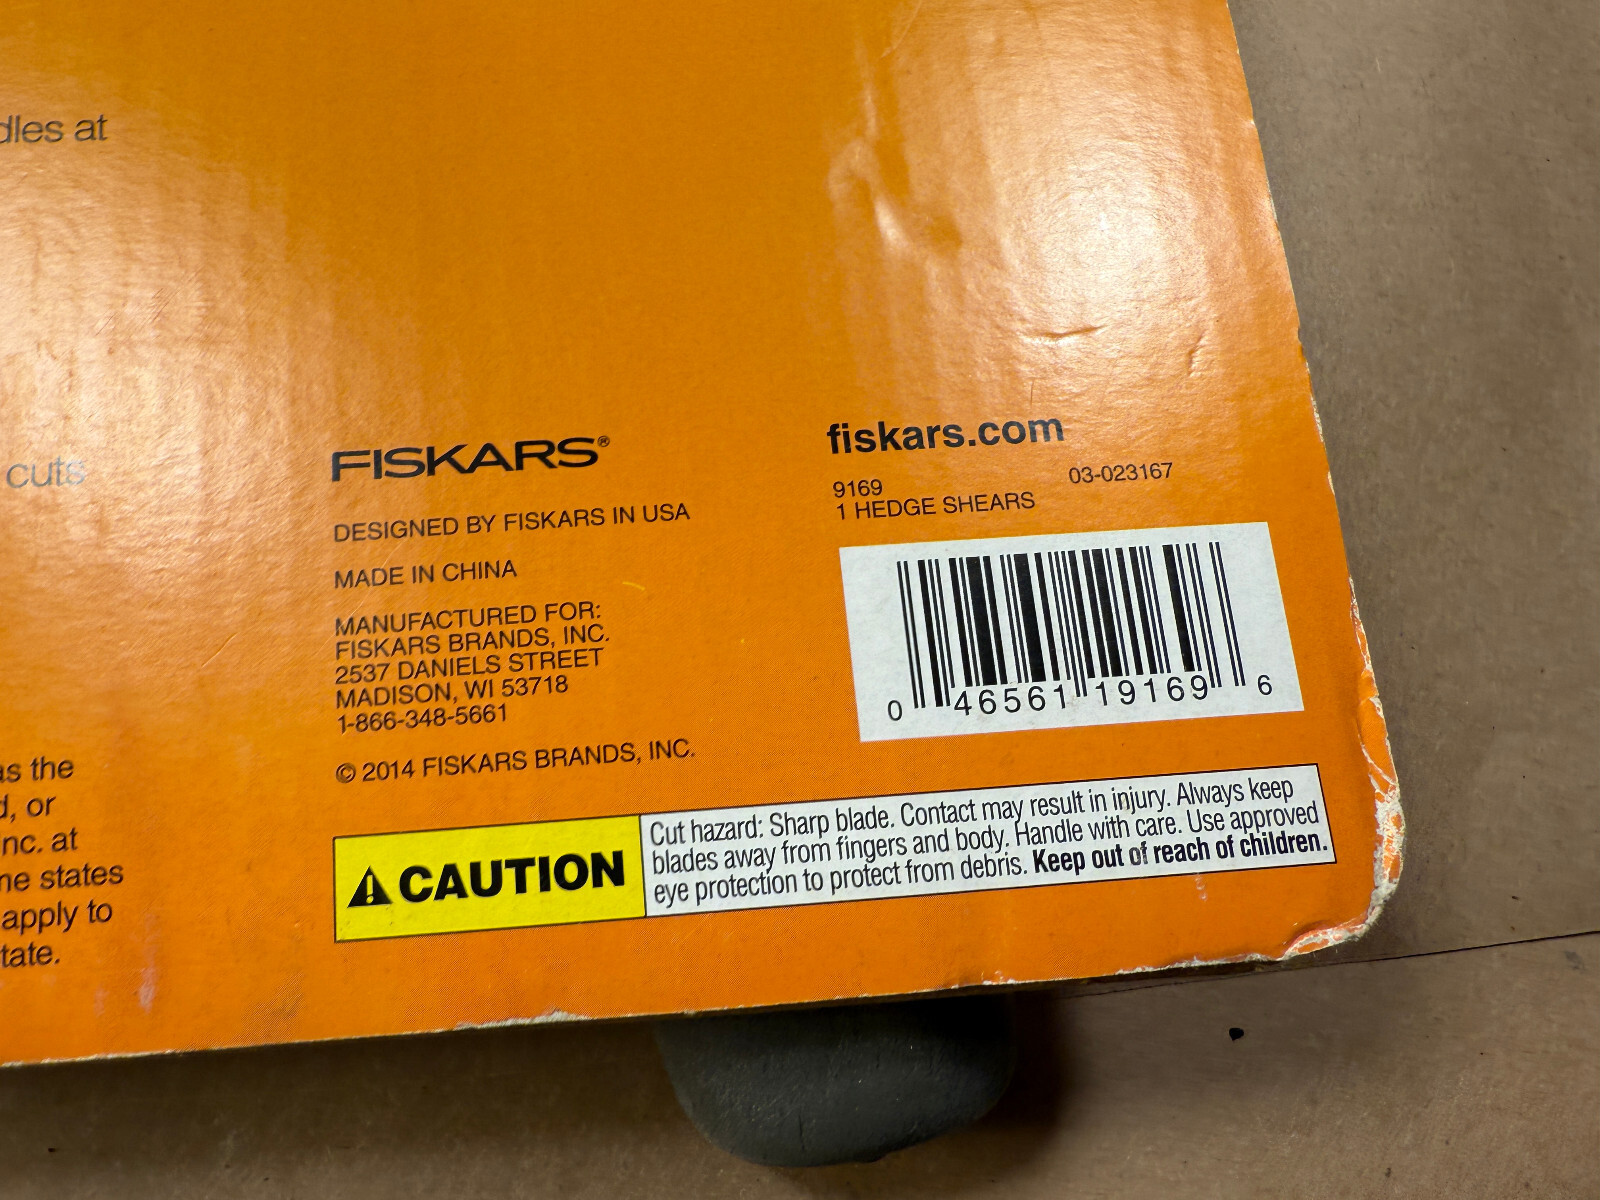 dles at
cuts
as the
d, or
nc. at
ne states
apply to
tate.
FISKARS®
DESIGNED BY FISKARS IN USA
MADE IN CHINA
MANUFACTURED FOR:
FISKARS BRANDS, INC.
2537 DANIELS STREET
MADISON, WI 53718
1-866-348-5661
© 2014 FISKARS BRANDS, INC.
fiskars.com
9169 03-023167
1 HEDGE SHEARS
0 46561 19169 6
CAUTION
Cut hazard: Sharp blade. Contact may result in injury. Always keep
blades away from fingers and body. Handle with care. Use approved
eye protection to protect from debris. Keep out of reach of children.